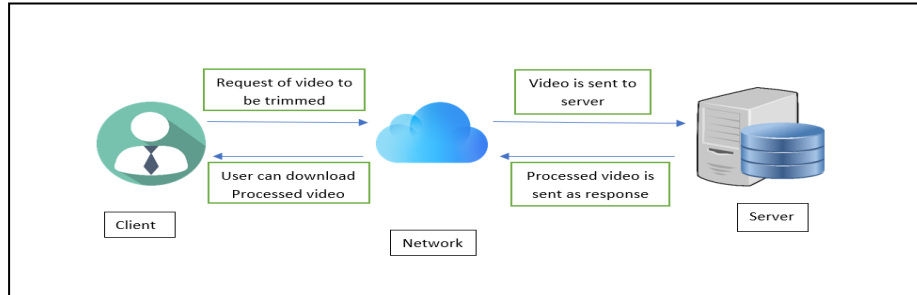 Request of video to
be trimmed
Video is sent to
server
User can download
Processed video
Processed video is
sent as response
Client
Network
Server